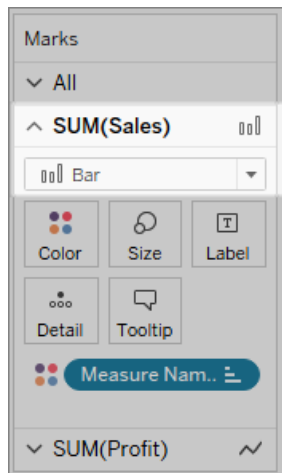 Marks
All
SUM(Sales)
Bar
Color Size Label
Detail Tooltip
Measure Nam..
SUM(Profit)